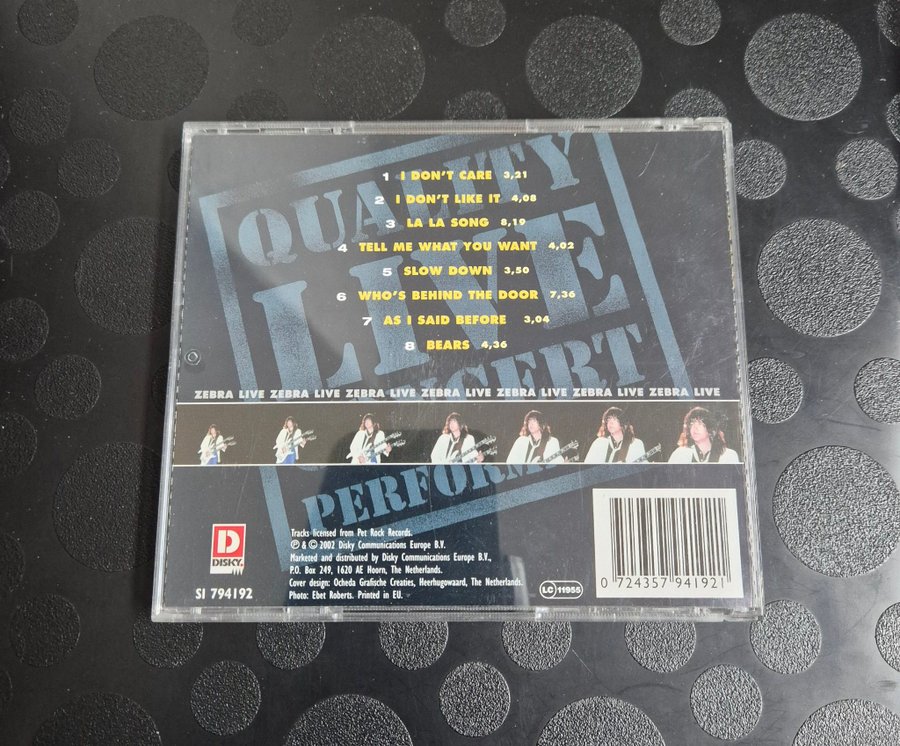 QUALITY
LIVE
CONCERT
1 I DON'T CARE 3,21
2 I DON'T LIKE IT 4,08
3 LA LA SONG 8,19
4 TELL ME WHAT YOU WANT 4,02
5 SLOW DOWN 3,50
6 WHO'S BEHIND THE DOOR 7,36
7 AS I SAID BEFORE 3,04
8 BEARS 4,36
ZEBRA LIVE ZEBRA LIVE ZEBRA LIVE ZEBRA LIVE ZEBRA LIVE ZEBRA LIVE ZEBRA LIVE
PERFORMA
D
DISKY.
SI 794192
Tracks licensed from Pet Rock Records.
℗ & © 2002 Disky Communications Europe B.V.
Marketed and distributed by Disky Communications Europe B.V.,
P.O. Box 249, 1620 AE Hoorn, The Netherlands.
Cover design: Ocheda Grafische Creaties, Heerhugowaard, The Netherlands.
Photo: Ebet Roberts. Printed in EU.
LC 11955
0 724357 941921